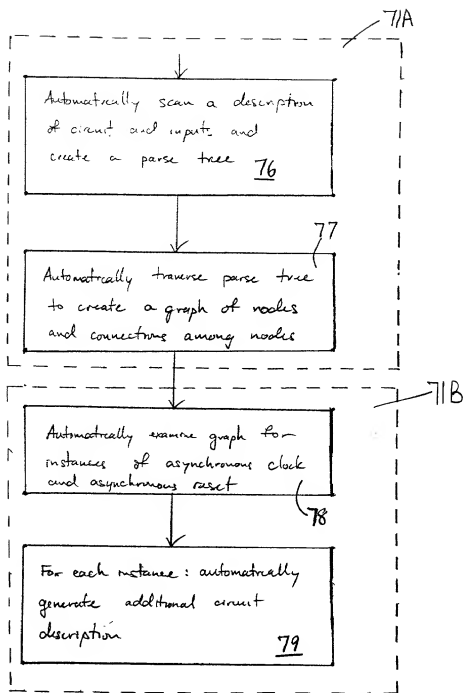 71A
Automatically scan a description
of circuit and inputs and
create a parse tree 76
77
Automatically traverse parse tree
to create a graph of nodes
and connections among nodes
71B
Automatically examine graph for
instances of asynchronous clock
and asynchronous reset
78
For each instance: automatically
generate additional circuit
description
79